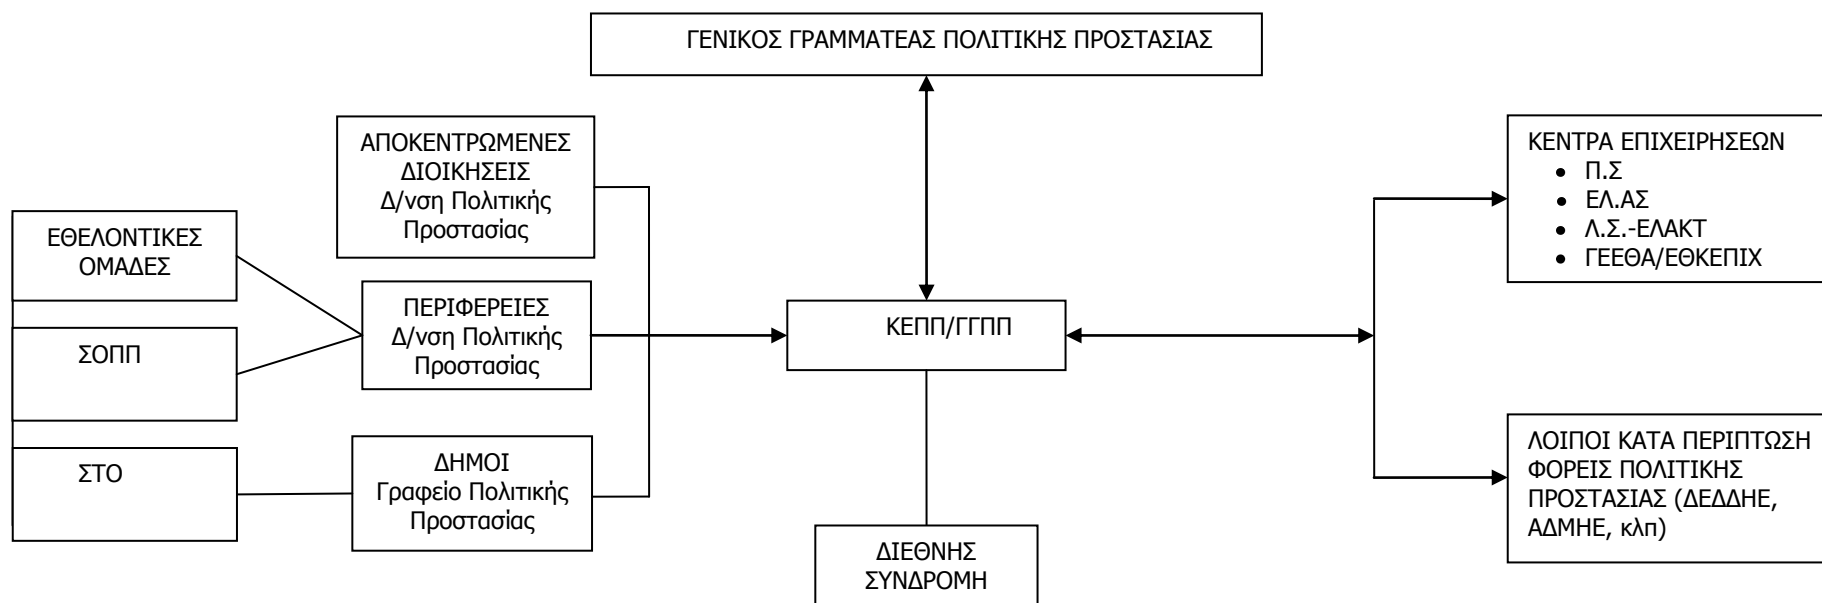 ΓΕΝΙΚΟΣ ΓΡΑΜΜΑΤΕΑΣ ΠΟΛΙΤΙΚΗΣ ΠΡΟΣΤΑΣΙΑΣ
ΑΠΟΚΕΝΤΡΩΜΕΝΕΣ
ΔΙΟΙΚΗΣΕΙΣ
Δ/νση Πολιτικής
Προστασίας
ΚΕΝΤΡΑ ΕΠΙΧΕΙΡΗΣΕΩΝ
• Π.Σ
• ΕΛ.ΑΣ
• Λ.Σ.-ΕΛΑΚΤ
• ΓΕΕΘΑ/ΕΘΚΕΠΙΧ
ΕΘΕΛΟΝΤΙΚΕΣ
ΟΜΑΔΕΣ
ΠΕΡΙΦΕΡΕΙΕΣ
Δ/νση Πολιτικής
Προστασίας
ΚΕΠΠ/ΓΓΠΠ
ΣΟΠΠ
ΣΤΟ
ΔΗΜΟΙ
Γραφείο Πολιτικής
Προστασίας
ΛΟΙΠΟΙ ΚΑΤΑ ΠΕΡΙΠΤΩΣΗ
ΦΟΡΕΙΣ ΠΟΛΙΤΙΚΗΣ
ΠΡΟΣΤΑΣΙΑΣ (ΔΕΔΔΗΕ,
ΑΔΜΗΕ, κλπ)
ΔΙΕΘΝΗΣ
ΣΥΝΔΡΟΜΗ